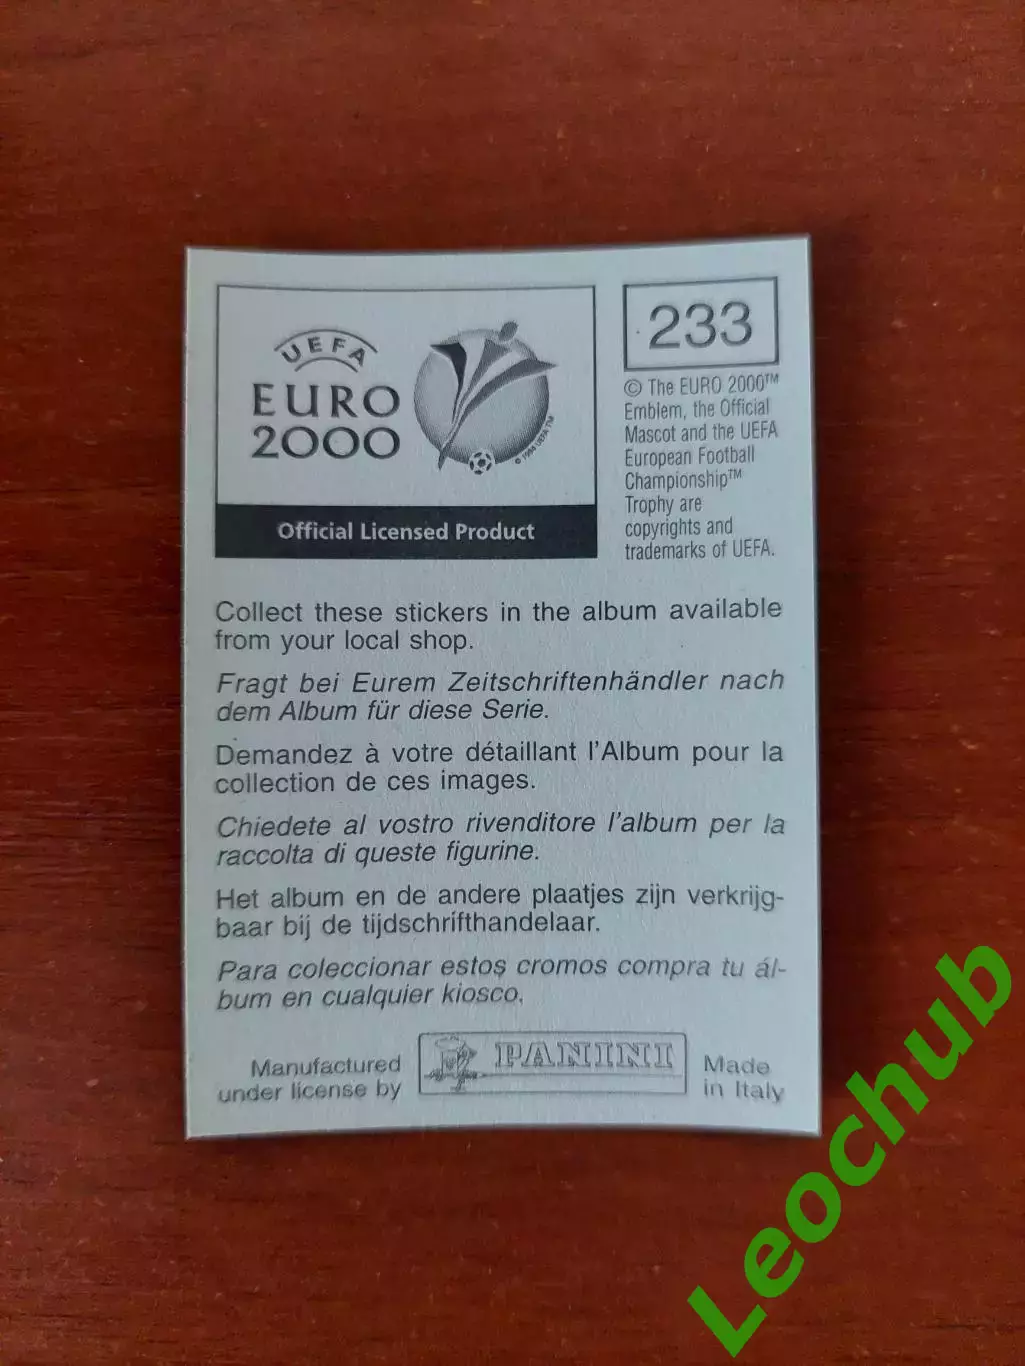 UEFA
EURO
2000
© 1994 UEFA TM
Official Licensed Product
233
© The EURO 2000™
Emblem, the Official
Mascot and the UEFA
European Football
Championship™
Trophy are
copyrights and
trademarks of UEFA.
Collect these stickers in the album available
from your local shop.
Fragt bei Eurem Zeitschriftenhändler nach
dem Album für diese Serie.
Demandez à votre détaillant l'Album pour la
collection de ces images.
Chiedete al vostro rivenditore l'album per la
raccolta di queste figurine.
Het album en de andere plaatjes zijn verkrijg-
baar bij de tijdschrifthandelaar.
Para coleccionar estos cromos compra tu ál-
bum en cualquier kiosco.
Manufactured
under license by
PANINI
Made
in Italy
Leochub